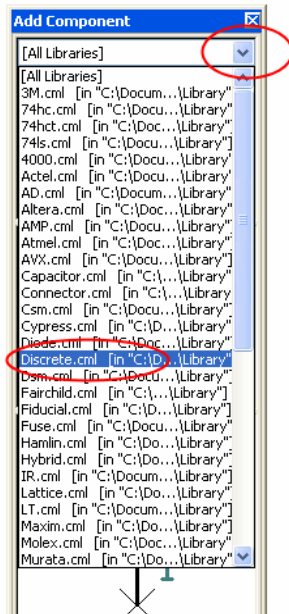 Add Component
[All Libraries]
[All Libraries]
3M.cml [in "C:\Docum...\Library"]
74hc.cml [in "C:\Docu...\Library"]
74hct.cml [in "C:\Doc...\Library"]
74ls.cml [in "C:\Docu...\Library"]
4000.cml [in "C:\Docu...\Library"]
Actel.cml [in "C:\Docu...\Library"]
AD.cml [in "C:\Docum...\Library"]
Altera.cml [in "C:\Doc...\Library"]
AMP.cml [in "C:\Docu...\Library"]
Atmel.cml [in "C:\Doc...\Library"]
AVX.cml [in "C:\Docu...\Library"]
Capacitor.cml [in "C:\...\Library"
Connector.cml [in "C:\...\Library
Csm.cml [in "C:\Docu...\Library"]
Cypress.cml [in "C:\D...\Library"]
Diode.cml [in "C:\Doc...\Library"]
Discrete.cml [in "C:\D...\Library"
Dsm.cml [in "C:\Docu...\Library"]
Fairchild.cml [in "C:\...\Library"]
Fiducial.cml [in "C:\D...\Library"]
Fuse.cml [in "C:\Docu...\Library"]
Hamlin.cml [in "C:\Do...\Library"]
Hybrid.cml [in "C:\Do...\Library"]
IR.cml [in "C:\Docum...\Library"]
Lattice.cml [in "C:\Do...\Library"]
LT.cml [in "C:\Docum...\Library"]
Maxim.cml [in "C:\Do...\Library"]
Molex.cml [in "C:\Doc...\Library"]
Murata.cml [in "C:\Do...\Library"]